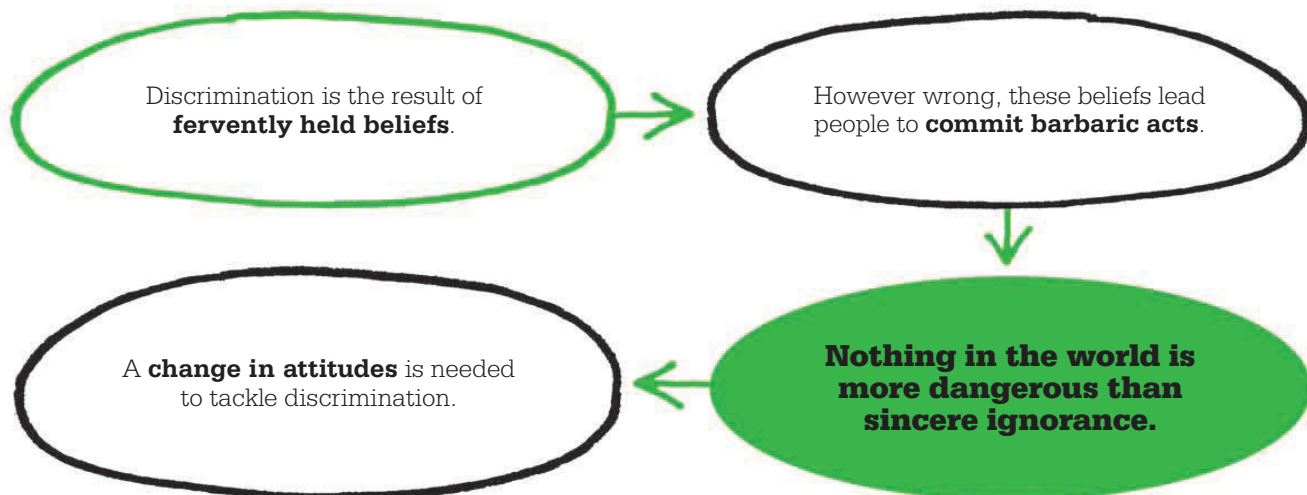 Discrimination is the result of
fervently held beliefs.
However wrong, these beliefs lead
people to commit barbaric acts.
Nothing in the world is
more dangerous than
sincere ignorance.
A change in attitudes is needed
to tackle discrimination.